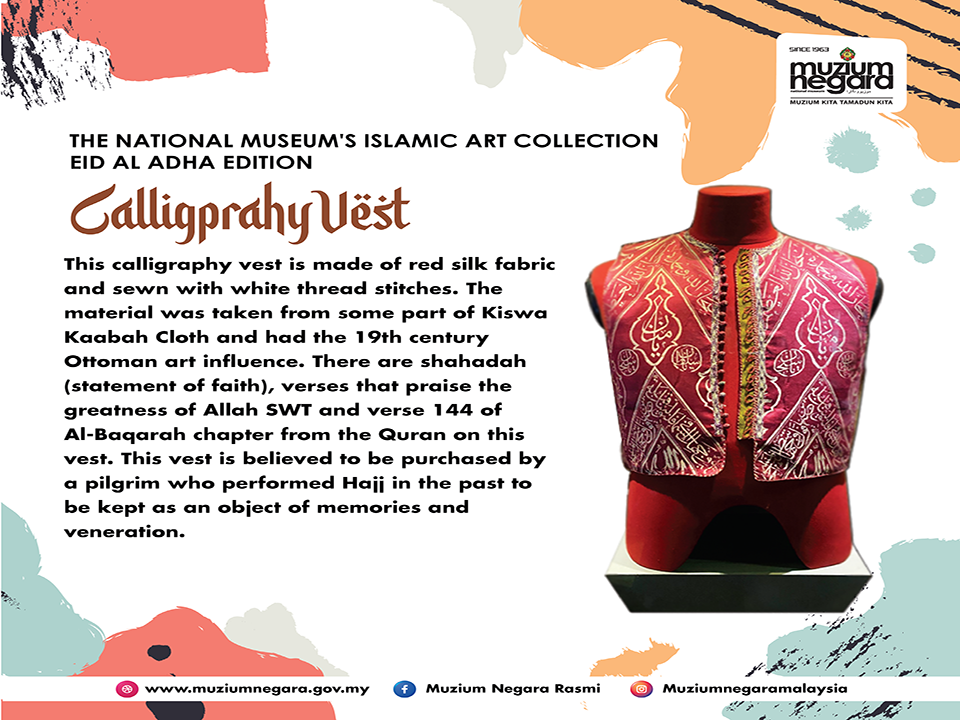 SINCE 1963
muzium
negara
MUZIUM KITA TAMADUN KITA
THE NATIONAL MUSEUM'S ISLAMIC ART COLLECTION
EID AL ADHA EDITION
Calligprahy Vest
This calligraphy vest is made of red silk fabric
and sewn with white thread stitches. The
material was taken from some part of Kiswa
Kaabah Cloth and had the 19th century
Ottoman art influence. There are shahadah
(statement of faith), verses that praise the
greatness of Allah SWT and verse 144 of
Al-Baqarah chapter from the Quran on this
vest. This vest is believed to be purchased by
a pilgrim who performed Hajj in the past to
be kept as an object of memories and
veneration.
www.muziumnegara.gov.my
Muzium Negara Rasmi
Muziumnegaramalaysia